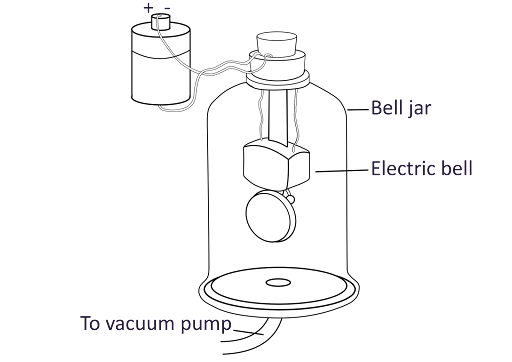 + -
Bell jar
Electric bell
To vacuum pump